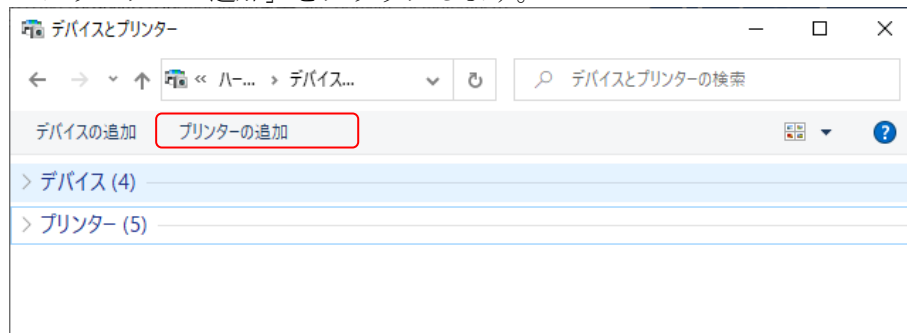 デバイスとプリンター
« ハー... › デバイス...
デバイスとプリンターの検索
デバイスの追加 プリンターの追加
デバイス (4)
プリンター (5)